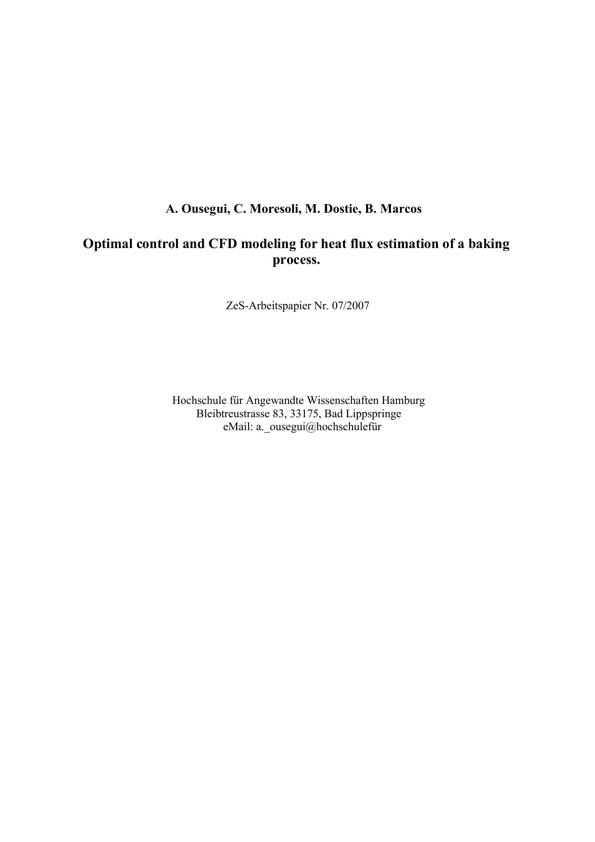 A. Ousegui, C. Moresoli, M. Dostie, B. Marcos
Optimal control and CFD modeling for heat flux estimation of a baking
process.
ZeS-Arbeitspapier Nr. 07/2007
Hochschule für Angewandte Wissenschaften Hamburg
Bleibtreustrasse 83, 33175, Bad Lippspringe
eMail: a._ousegui@hochschulefür